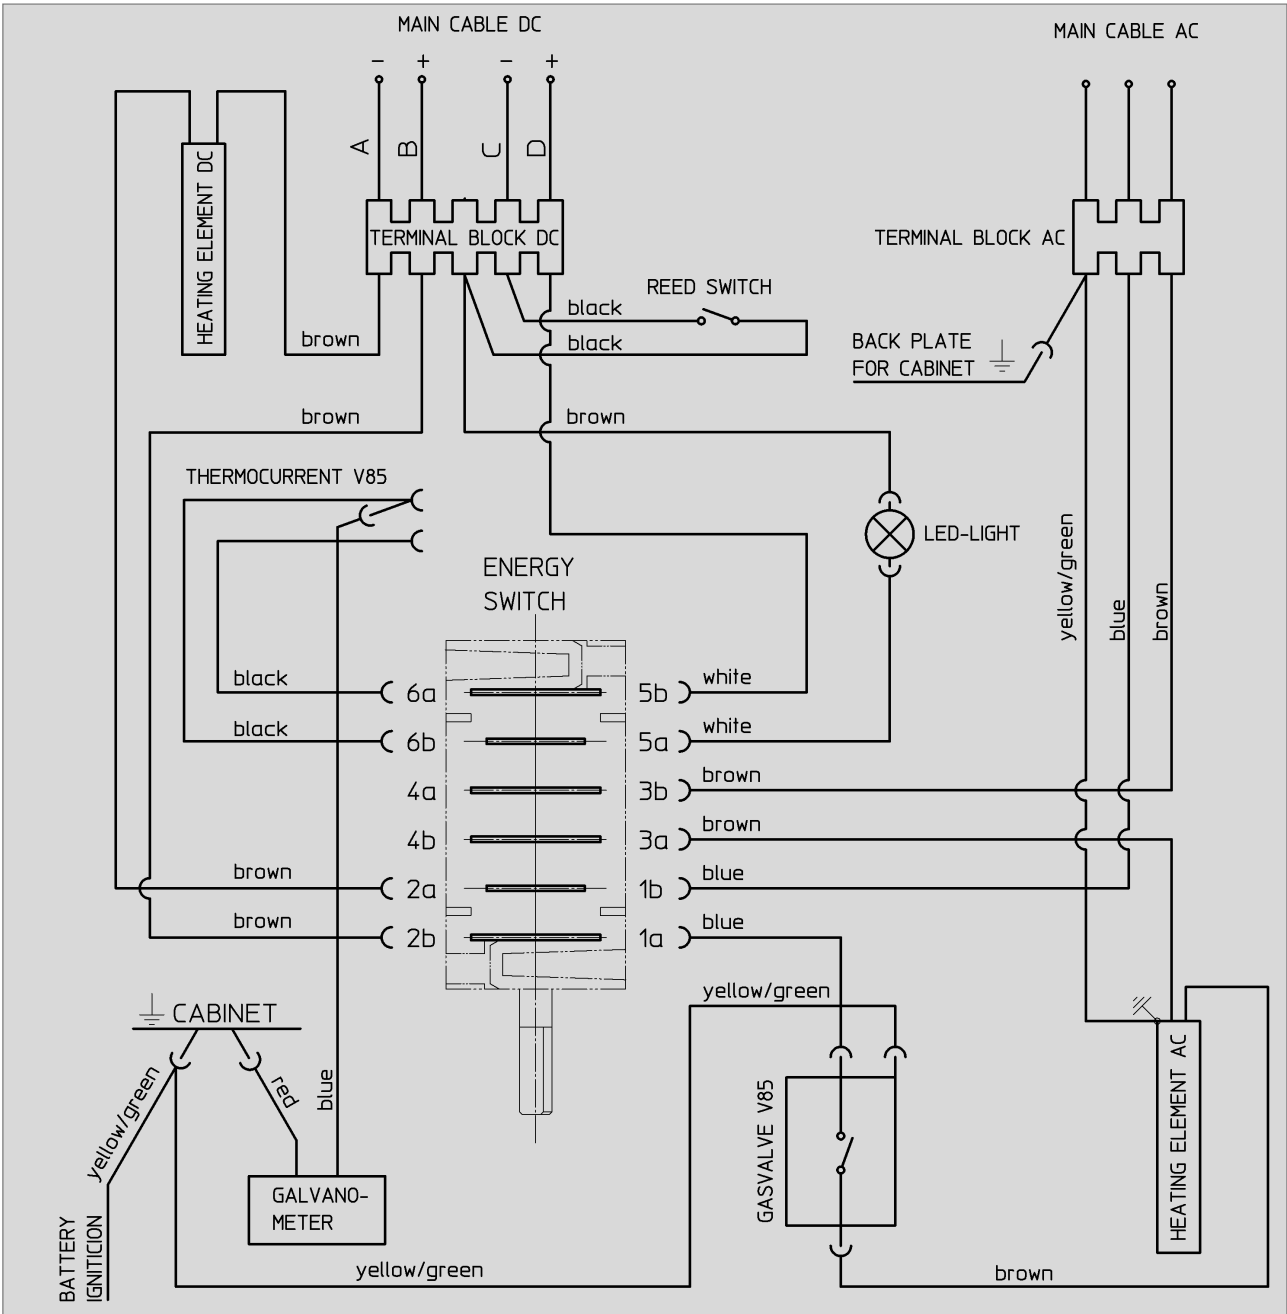 MAIN CABLE DC
MAIN CABLE AC
− + − +
A B C D
HEATING ELEMENT DC
TERMINAL BLOCK DC
TERMINAL BLOCK AC
REED SWITCH
black
brown
black
BACK PLATE
FOR CABINET
brown
brown
THERMOCURRENT V85
LED-LIGHT
yellow/green
blue
brown
ENERGY
SWITCH
black
6a
5b
white
black
6b
5a
white
4a
3b
brown
4b
3a
brown
brown
2a
1b
blue
brown
2b
1a
blue
yellow/green
CABINET
yellow/green
red
blue
GASVALVE V85
HEATING ELEMENT AC
GALVANO-
METER
BATTERY
IGNITICION
yellow/green
brown